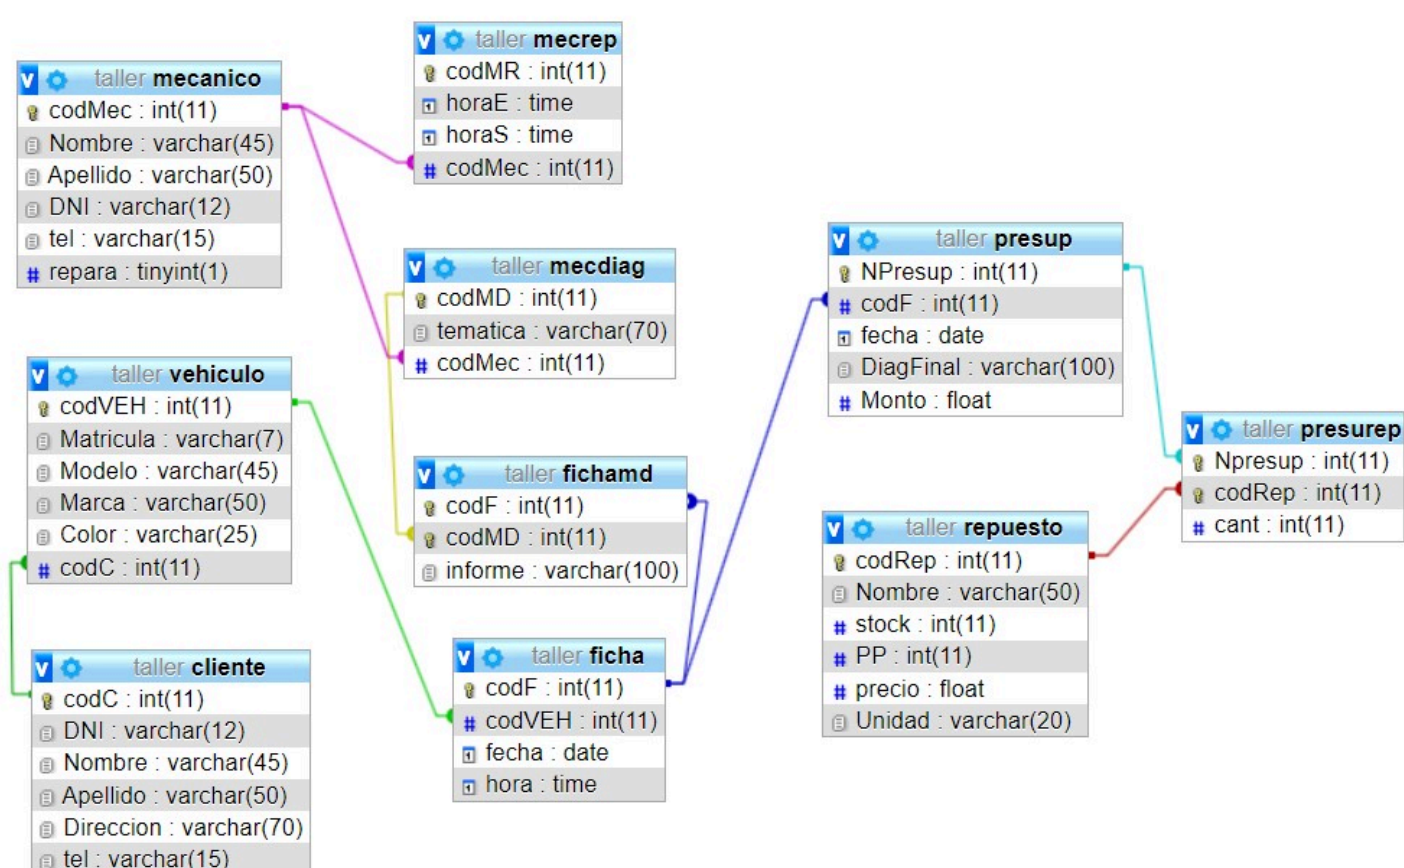 taller mecrep
codMR : int(11)
horaE : time
horaS : time
codMec : int(11)
taller mecanico
codMec : int(11)
Nombre : varchar(45)
Apellido : varchar(50)
DNI : varchar(12)
tel : varchar(15)
repara : tinyint(1)
taller mecdiag
codMD : int(11)
tematica : varchar(70)
codMec : int(11)
taller presup
NPresup : int(11)
codF : int(11)
fecha : date
DiagFinal : varchar(100)
Monto : float
taller vehiculo
codVEH : int(11)
Matricula : varchar(7)
Modelo : varchar(45)
Marca : varchar(50)
Color : varchar(25)
codC : int(11)
taller fichamd
codF : int(11)
codMD : int(11)
informe : varchar(100)
taller presurep
Npresup : int(11)
codRep : int(11)
cant : int(11)
taller repuesto
codRep : int(11)
Nombre : varchar(50)
stock : int(11)
PP : int(11)
precio : float
Unidad : varchar(20)
taller cliente
codC : int(11)
DNI : varchar(12)
Nombre : varchar(45)
Apellido : varchar(50)
Direccion : varchar(70)
tel : varchar(15)
taller ficha
codF : int(11)
codVEH : int(11)
fecha : date
hora : time